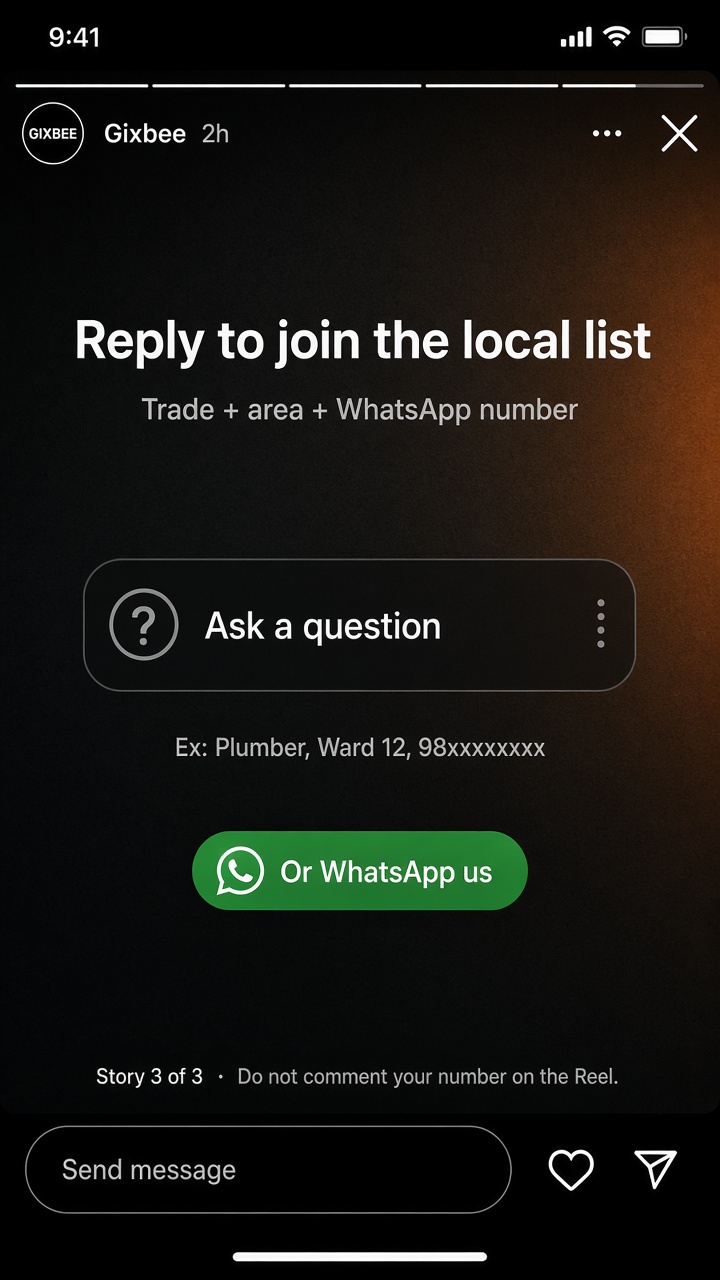 9:41
GIXBEE
Gixbee 2h
Reply to join the local list
Trade + area + WhatsApp number
? Ask a question
Ex: Plumber, Ward 12, 98xxxxxxxx
Or WhatsApp us
Story 3 of 3 · Do not comment your number on the Reel.
Send message